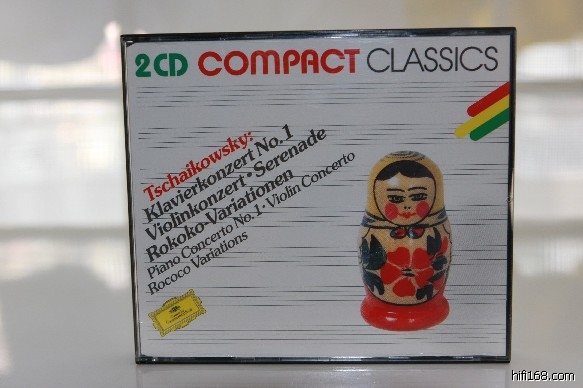 2CD COMPACT CLASSICS
Tschaikowsky:
Klavierkonzert No. 1
Violinkonzert · Serenade
Rokoko-Variationen
Piano Concerto No. 1 · Violin Concerto
Rococo Variations
hifi168.com